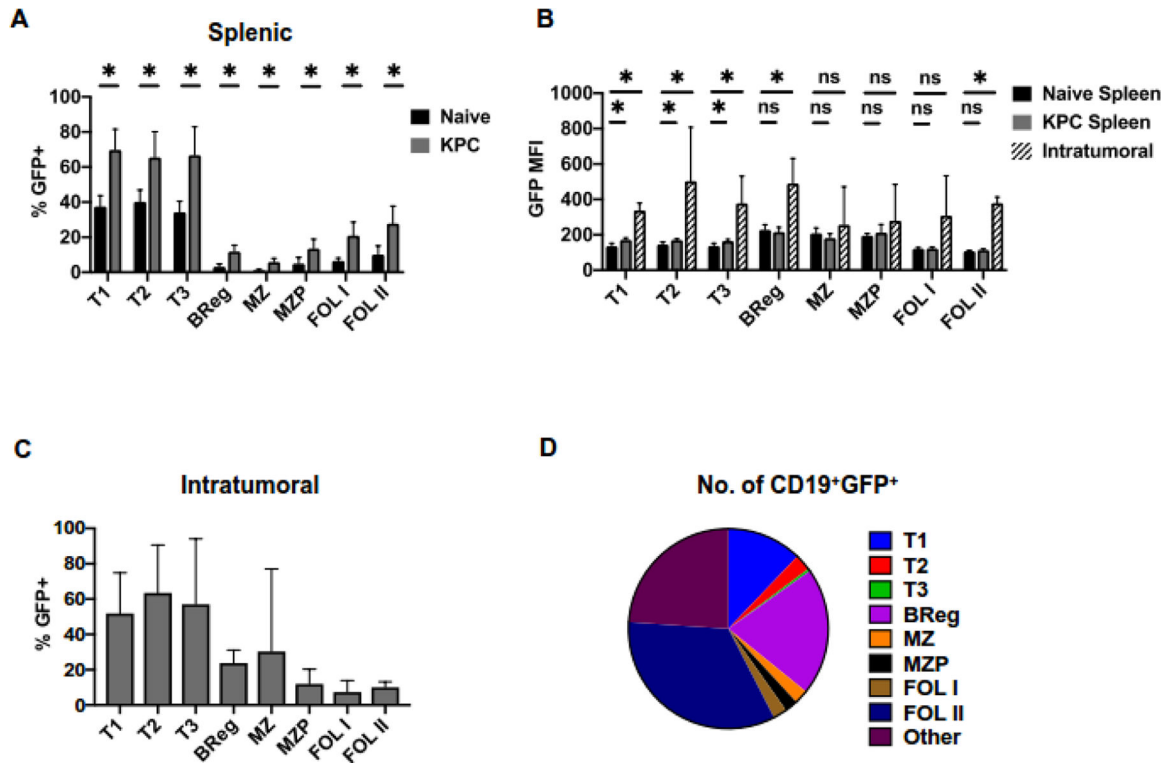 A
Splenic
* * * * * * * *
% GFP+
100
80
60
40
20
0
T1 T2 T3 BReg MZ MZP FOL I FOL II
Naive
KPC
B
* * * * ns ns ns *
* * * ns ns ns ns ns
GFP MFI
1000
800
600
400
200
0
T1 T2 T3 BReg MZ MZP FOL I FOL II
Naive Spleen
KPC Spleen
Intratumoral
C
Intratumoral
% GFP+
100
80
60
40
20
0
T1 T2 T3 BReg MZ MZP FOL I FOL II
D
No. of CD19⁺GFP⁺
T1
T2
T3
BReg
MZ
MZP
FOL I
FOL II
Other